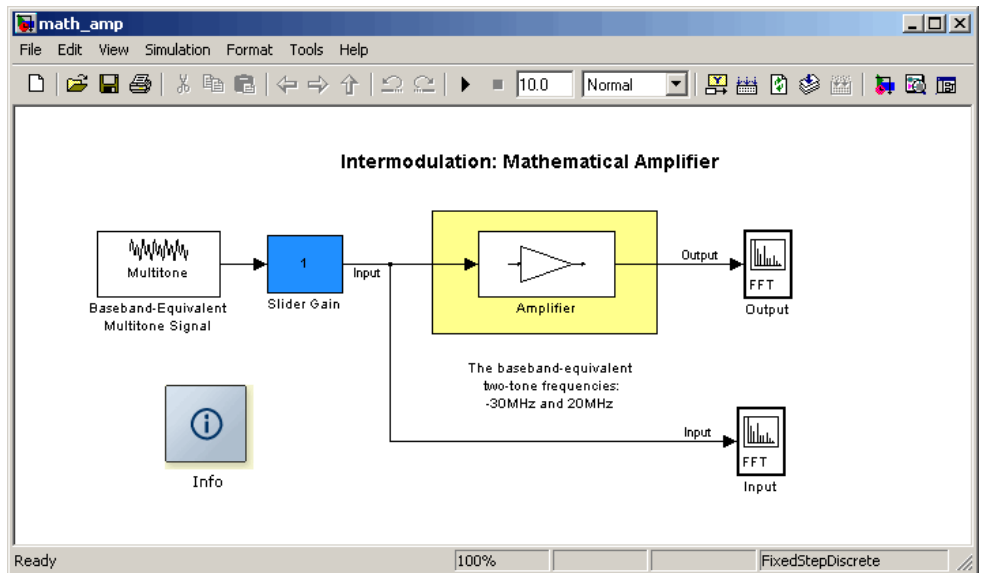 math_amp
File Edit View Simulation Format Tools Help
10.0 Normal
Intermodulation: Mathematical Amplifier
Multitone
Baseband-Equivalent
Multitone Signal
1
Slider Gain
Input
Amplifier
Output
FFT
Output
The baseband-equivalent
two-tone frequencies:
-30MHz and 20MHz
Input
FFT
Input
Info
Ready 100% FixedStepDiscrete